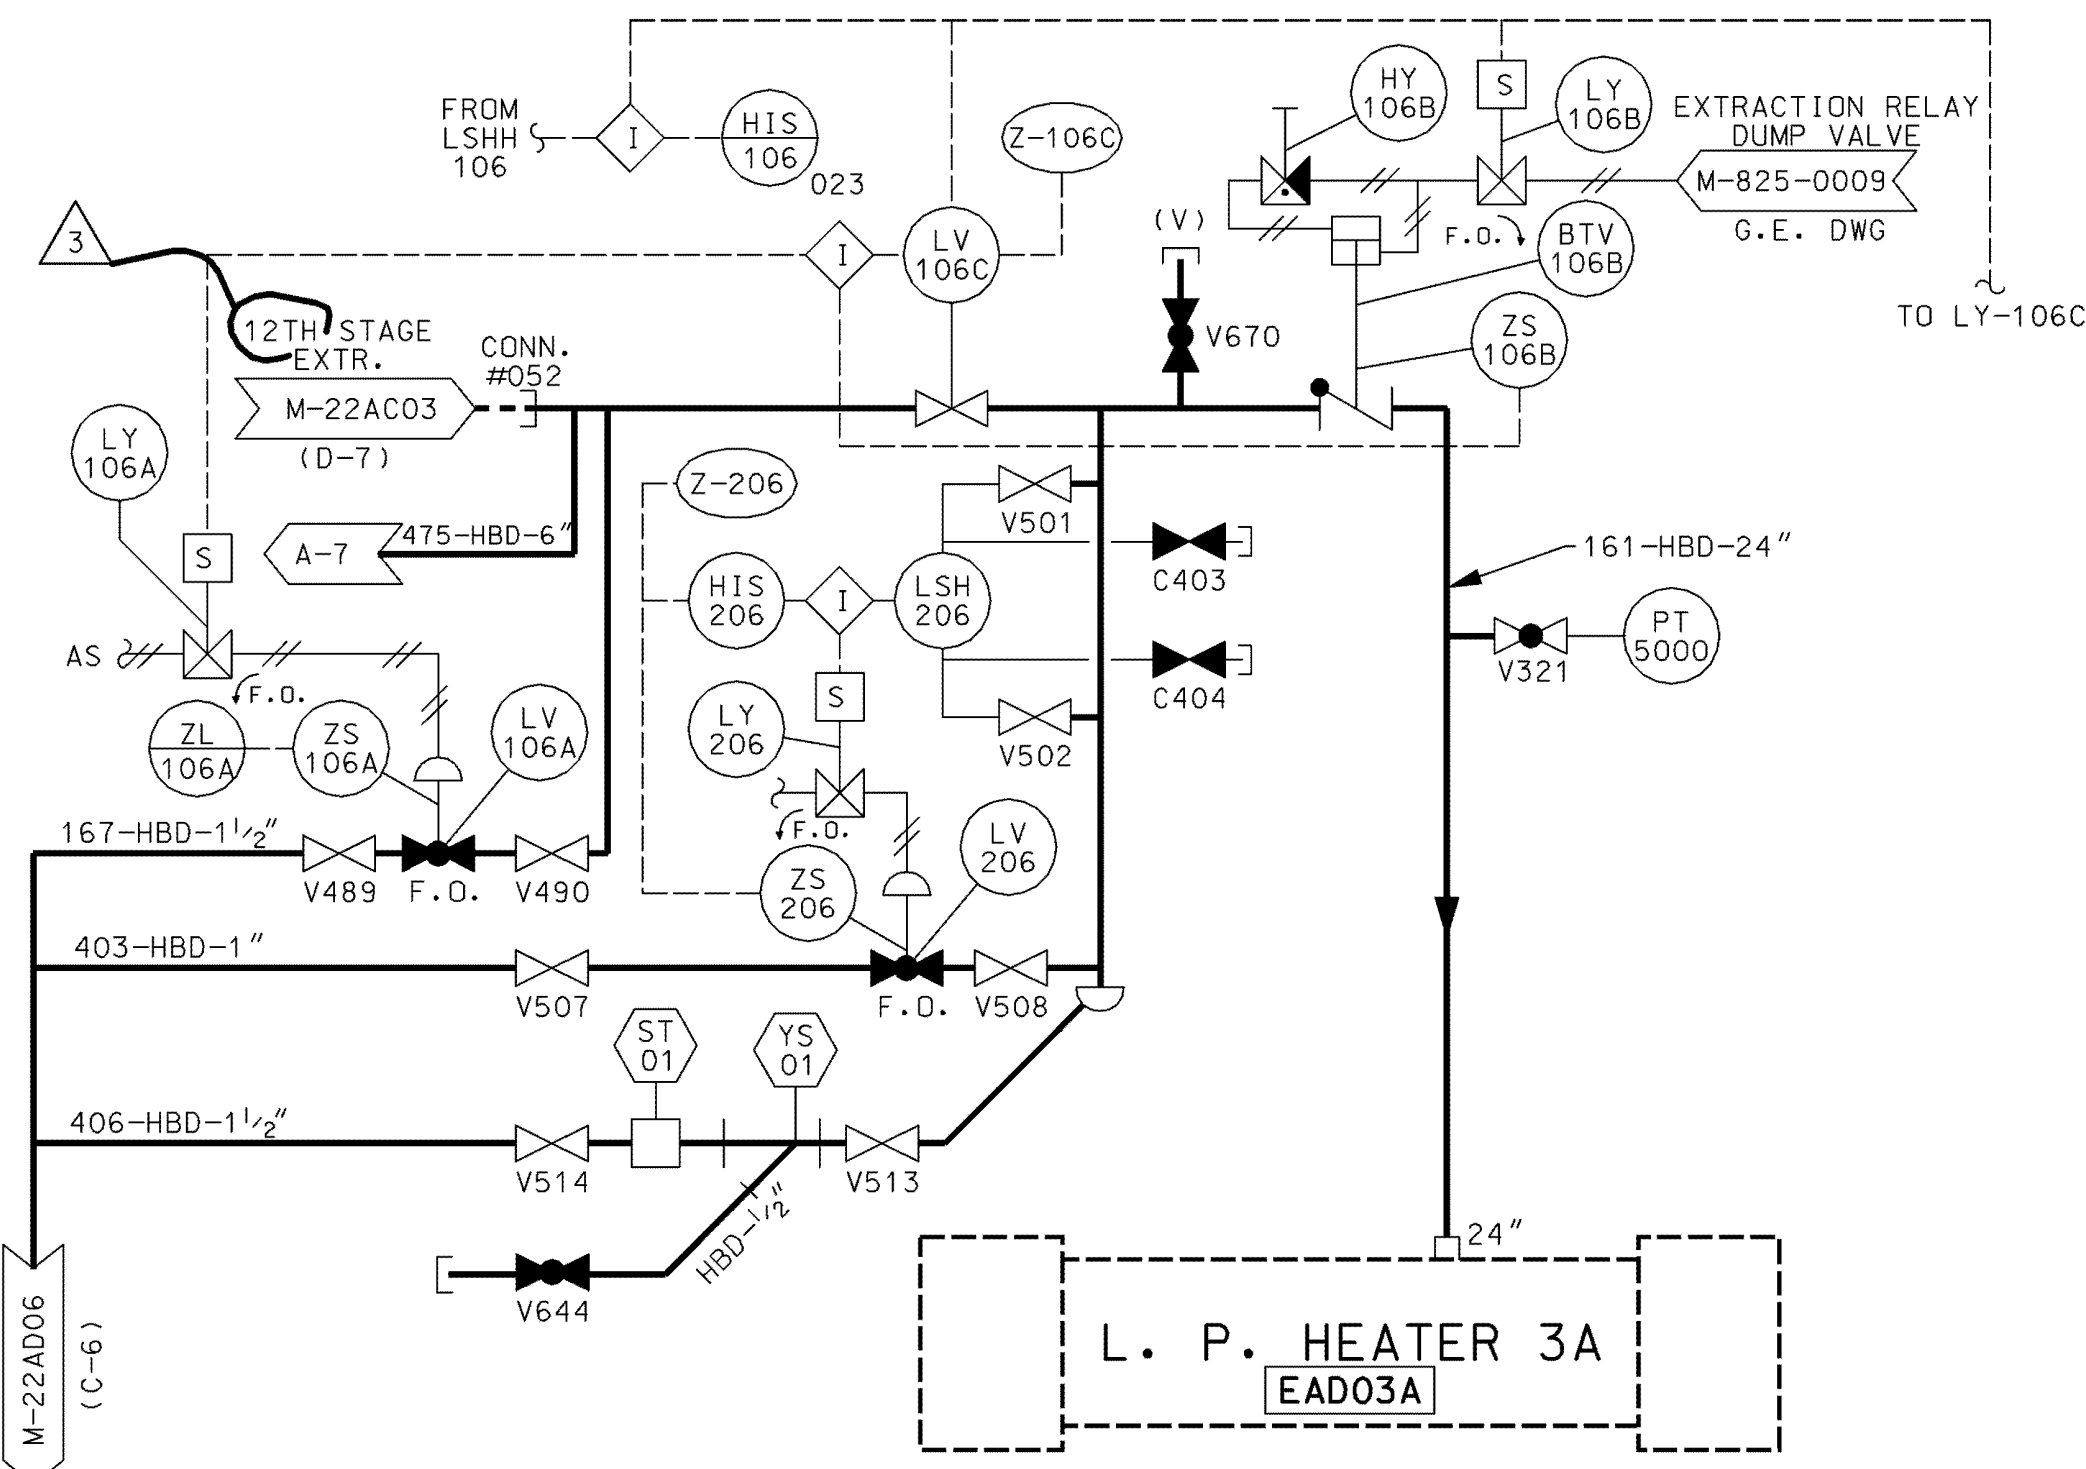 FROM
LSHH
106
I
HIS
106
023
Z-106C
HY
106B
S
LY
106B
EXTRACTION RELAY
DUMP VALVE
M-825-0009
G.E. DWG
F.O.
BTV
106B
TO LY-106C
3
I
LV
106C
(V)
V670
ZS
106B
12TH STAGE
EXTR.
CONN.
#052
M-22AC03
(D-7)
LY
106A
475-HBD-6"
A-7
S
AS
F.O.
Z-206
V501
C403
HIS
206
I
LSH
206
C404
161-HBD-24"
PT
5000
V321
ZL
106A
ZS
106A
LV
106A
LY
206
S
V502
F.O.
167-HBD-1 1/2"
V489
F.O.
V490
ZS
206
LV
206
403-HBD-1"
V507
F.O.
V508
ST
01
YS
01
406-HBD-1 1/2"
V514
V513
HBD-1/2"
V644
24"
L. P. HEATER 3A
EAD03A
M-22AD06
(C-6)